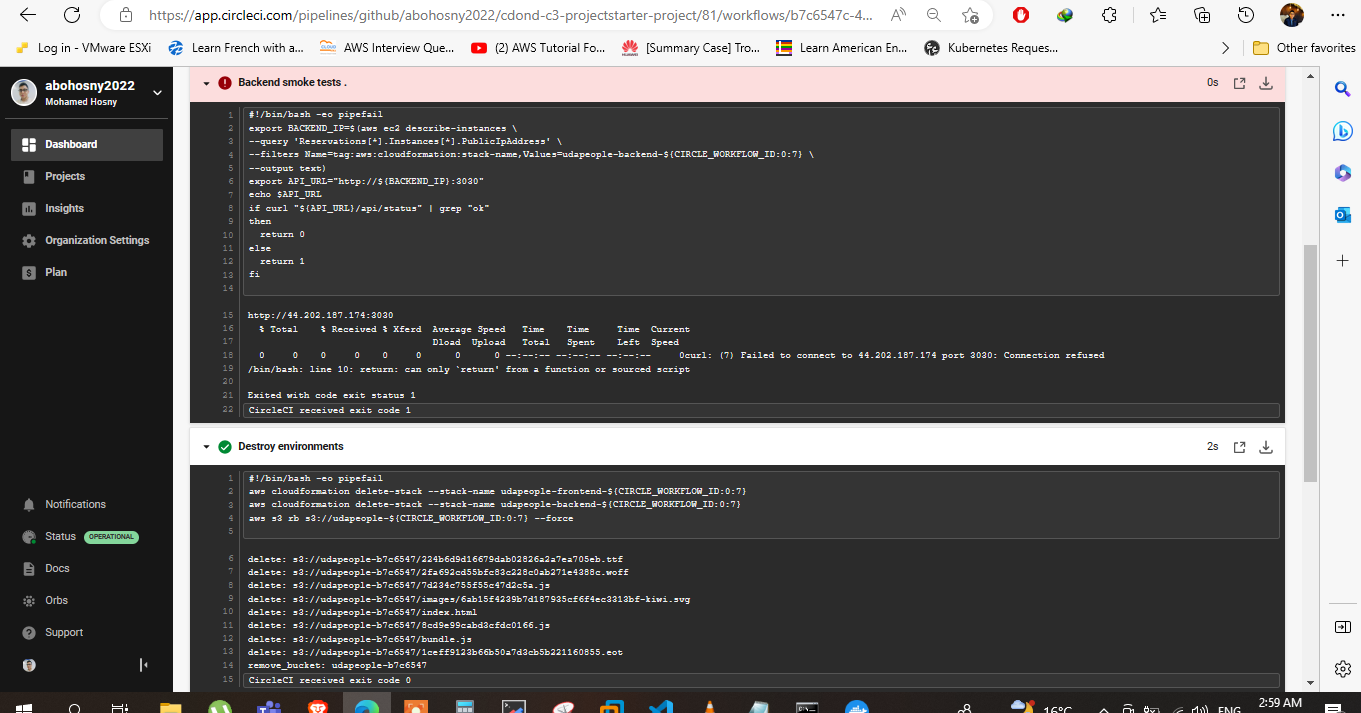 https://app.circleci.com/pipelines/github/abohosny2022/cdond-c3-projectstarter-project/81/workflows/b7c6547c-4...
Log in - VMware ESXi
Learn French with a...
AWS Interview Que...
(2) AWS Tutorial Fo...
[Summary Case] Tro...
Learn American En...
Kubernetes Reques...
Other favorites
abohosny2022
Mohamed Hosny
Dashboard
Projects
Insights
Organization Settings
Plan
Notifications
Status OPERATIONAL
Docs
Orbs
Support
Backend smoke tests . 0s
1 #!/bin/bash -eo pipefail
2 export BACKEND_IP=$(aws ec2 describe-instances \
3 --query 'Reservations[*].Instances[*].PublicIpAddress' \
4 --filters Name=tag:aws:cloudformation:stack-name,Values=udapeople-backend-${CIRCLE_WORKFLOW_ID:0:7} \
5 --output text)
6 export API_URL="http://${BACKEND_IP}:3030"
7 echo $API_URL
8 if curl "${API_URL}/api/status" | grep "ok"
9 then
10 return 0
11 else
12 return 1
13 fi
14
15 http://44.202.187.174:3030
16 % Total % Received % Xferd Average Speed Time Time Time Current
17 Dload Upload Total Spent Left Speed
18 0 0 0 0 0 0 0 0 --:--:-- --:--:-- --:--:-- 0curl: (7) Failed to connect to 44.202.187.174 port 3030: Connection refused
19 /bin/bash: line 10: return: can only `return' from a function or sourced script
20
21 Exited with code exit status 1
22 CircleCI received exit code 1
Destroy environments 2s
1 #!/bin/bash -eo pipefail
2 aws cloudformation delete-stack --stack-name udapeople-frontend-${CIRCLE_WORKFLOW_ID:0:7}
3 aws cloudformation delete-stack --stack-name udapeople-backend-${CIRCLE_WORKFLOW_ID:0:7}
4 aws s3 rb s3://udapeople-${CIRCLE_WORKFLOW_ID:0:7} --force
5
6 delete: s3://udapeople-b7c6547/224b6d9d16679dab02826a2a7ea705eb.ttf
7 delete: s3://udapeople-b7c6547/2fa692cd55bfc83c228c0ab271e4388c.woff
8 delete: s3://udapeople-b7c6547/7d234c755f55c47d2c5a.js
9 delete: s3://udapeople-b7c6547/images/6ab15f4239b7d187935cf6f4ec3313bf-kiwi.svg
10 delete: s3://udapeople-b7c6547/index.html
11 delete: s3://udapeople-b7c6547/8cd9e99cabd3cfdc0166.js
12 delete: s3://udapeople-b7c6547/bundle.js
13 delete: s3://udapeople-b7c6547/1ceff9123b66b50a7d3cb5b221160855.eot
14 remove_bucket: udapeople-b7c6547
15 CircleCI received exit code 0
16°C
ENG
2:59 AM